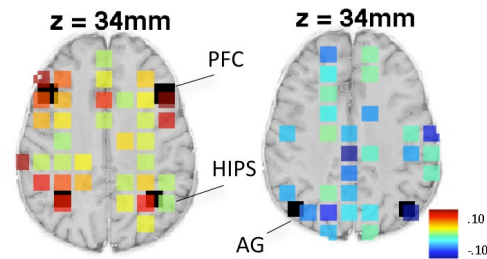 z = 34mm
z = 34mm
PFC
HIPS
AG
.10
-.10